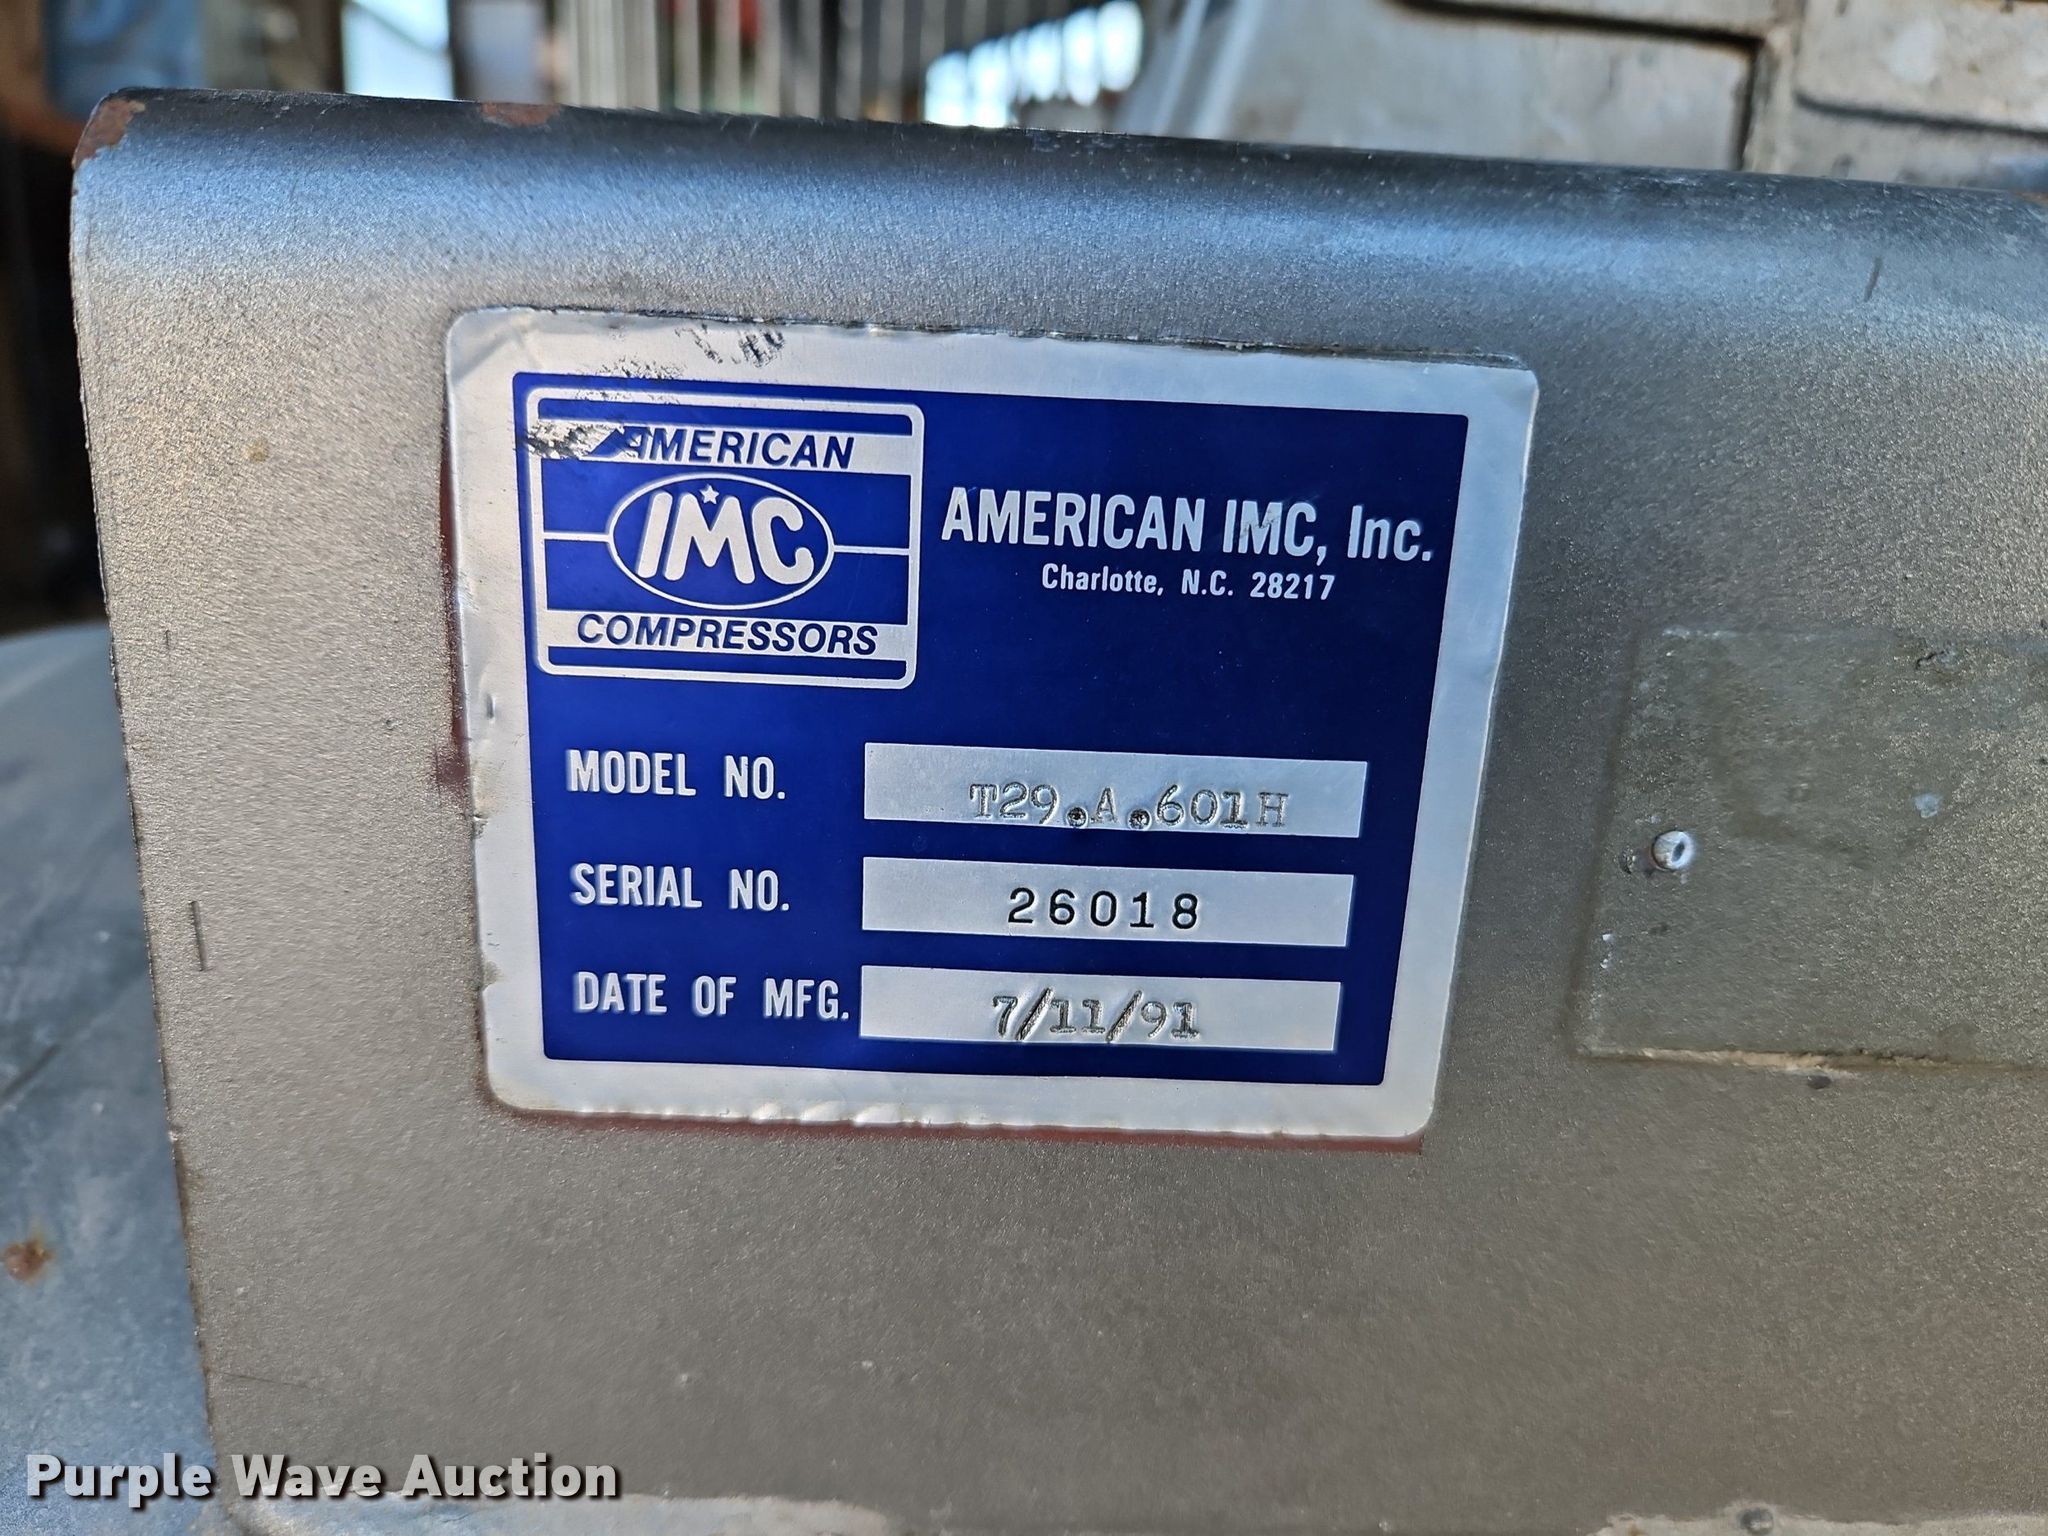 AMERICAN
IMC
COMPRESSORS
AMERICAN IMC, Inc.
Charlotte, N.C. 28217
MODEL NO. T29.A.601H
SERIAL NO. 26018
DATE OF MFG. 7/11/91
Purple Wave Auction